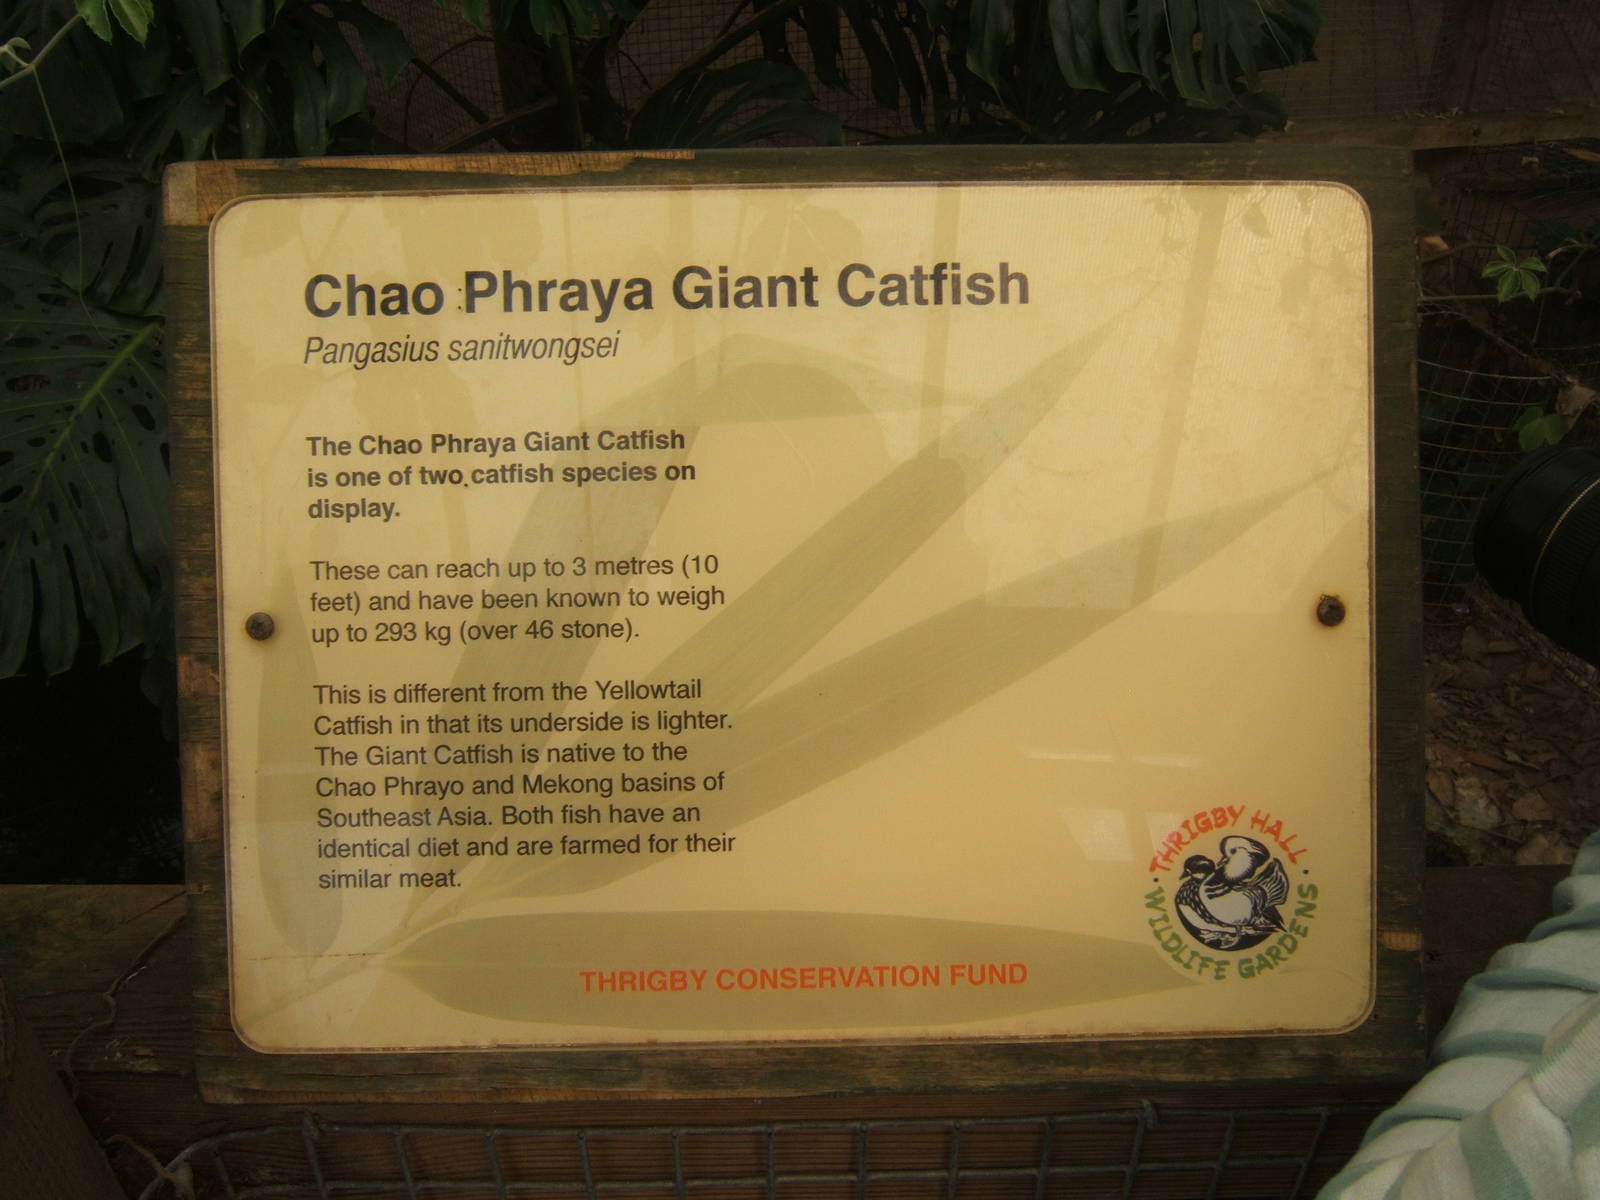 Chao Phraya Giant Catfish
Pangasius sanitwongsei
The Chao Phraya Giant Catfish
is one of two catfish species on
display.
These can reach up to 3 metres (10
feet) and have been known to weigh
up to 293 kg (over 46 stone).
This is different from the Yellowtail
Catfish in that its underside is lighter.
The Giant Catfish is native to the
Chao Phrayo and Mekong basins of
Southeast Asia. Both fish have an
identical diet and are farmed for their
similar meat.
THRIGBY HALL
• WILDLIFE GARDENS •
THRIGBY CONSERVATION FUND